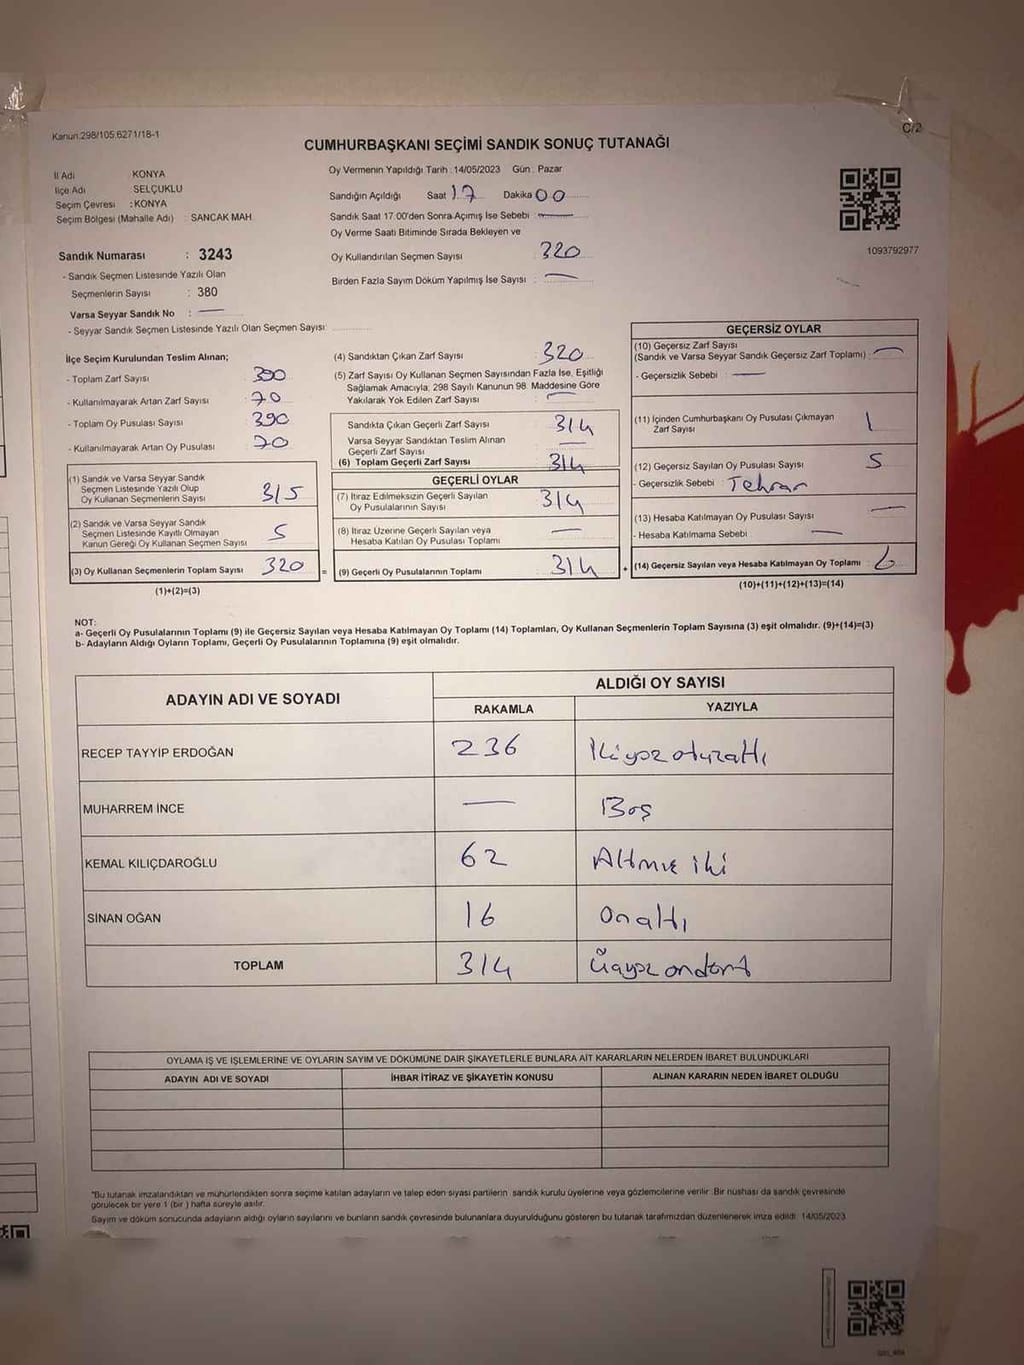 Kanun.298/105.6271/18-1
C/2
CUMHURBAŞKANI SEÇİMİ SANDIK SONUÇ TUTANAĞI
İl Adı : KONYA
İlçe Adı : SELÇUKLU
Seçim Çevresi : KONYA
Seçim Bölgesi (Mahalle Adı) : SANCAK MAH.
Sandık Numarası : 3243
- Sandık Seçmen Listesinde Yazılı Olan
Seçmenlerin Sayısı : 380
Varsa Seyyar Sandık No : —
- Seyyar Sandık Seçmen Listesinde Yazılı Olan Seçmen Sayısı:
Oy Vermenin Yapıldığı Tarih : 14/05/2023 Gün : Pazar
Sandığın Açıldığı Saat 17 Dakika 00
Sandık Saat 17.00'den Sonra Açımış İse Sebebi : —
Oy Verme Saati Bitiminde Sırada Bekleyen ve
Oy Kullandırılan Seçmen Sayısı : 320
Birden Fazla Sayım Döküm Yapılmış İse Sayısı : —
1093792977
İlçe Seçim Kurulundan Teslim Alınan;
- Toplam Zarf Sayısı : 390
- Kullanılmayarak Artan Zarf Sayısı : 70
- Toplam Oy Pusulası Sayısı : 390
- Kullanılmayarak Artan Oy Pusulası : 70
(1) Sandık ve Varsa Seyyar Sandık
Seçmen Listesinde Yazılı Olup
Oy Kullanan Seçmenlerin Sayısı 315
(2) Sandık ve Varsa Seyyar Sandık
Seçmen Listesinde Kayıtlı Olmayan
Kanun Gereği Oy Kullanan Seçmen Sayısı 5
(3) Oy Kullanan Seçmenlerin Toplam Sayısı 320
(1)+(2)=(3)
(4) Sandıktan Çıkan Zarf Sayısı : 320
(5) Zarf Sayısı Oy Kullanan Seçmen Sayısından Fazla İse, Eşitliği
Sağlamak Amacıyla, 298 Sayılı Kanunun 98. Maddesine Göre
Yakılarak Yok Edilen Zarf Sayısı : —
Sandıkta Çıkan Geçerli Zarf Sayısı 314
Varsa Seyyar Sandıktan Teslim Alınan
Geçerli Zarf Sayısı —
(6) Toplam Geçerli Zarf Sayısı 314
GEÇERLİ OYLAR
(7) İtiraz Edilmeksizin Geçerli Sayılan
Oy Pusulalarının Sayısı 314
(8) İtiraz Üzerine Geçerli Sayılan veya
Hesaba Katılan Oy Pusulası Toplamı —
= (9) Geçerli Oy Pusulalarının Toplamı 314 +
GEÇERSİZ OYLAR
(10) Geçersiz Zarf Sayısı
(Sandık ve Varsa Seyyar Sandık Geçersiz Zarf Toplamı) —
- Geçersizlik Sebebi : —
(11) İçinden Cumhurbaşkanı Oy Pusulası Çıkmayan
Zarf Sayısı 1
(12) Geçersiz Sayılan Oy Pusulası Sayısı 5
- Geçersizlik Sebebi : Tekrar
(13) Hesaba Katılmayan Oy Pusulası Sayısı —
- Hesaba Katılmama Sebebi : —
(14) Geçersiz Sayılan veya Hesaba Katılmayan Oy Toplamı 6
(10)+(11)+(12)+(13)=(14)
NOT:
a- Geçerli Oy Pusulalarının Toplamı (9) ile Geçersiz Sayılan veya Hesaba Katılmayan Oy Toplamı (14) Toplamları, Oy Kullanan Seçmenlerin Toplam Sayısına (3) eşit olmalıdır. (9)+(14)=(3)
b- Adayların Aldığı Oyların Toplamı, Geçerli Oy Pusulalarının Toplamına (9) eşit olmalıdır.
ADAYIN ADI VE SOYADI
ALDIĞI OY SAYISI
RAKAMLA YAZIYLA
RECEP TAYYİP ERDOĞAN 236 İkiyüzotuzaltı
MUHARREM İNCE — Boş
KEMAL KILIÇDAROĞLU 62 Altmış iki
SİNAN OĞAN 16 Onaltı
TOPLAM 314 Üçyüz ondört
OYLAMA İŞ VE İŞLEMLERİNE VE OYLARIN SAYIM VE DÖKÜMÜNE DAİR ŞİKAYETLERLE BUNLARA AİT KARARLARIN NELERDEN İBARET BULUNDUKLARI
ADAYIN ADI VE SOYADI İHBAR İTİRAZ VE ŞİKAYETİN KONUSU ALINAN KARARIN NEDEN İBARET OLDUĞU
"Bu tutanak imzalandıktan ve mühürlendikten sonra seçime katılan adayların ve talep eden siyasi partilerin sandık kurulu üyelerine veya gözlemcilerine verilir. Bir nüshası da sandık çevresinde
görülecek bir yere 1 (bir ) hafta süreyle asılır.
Sayım ve döküm sonucunda adayların aldığı oyların sayılarını ve bunların sandık çevresinde bulunanlara duyurulduğunu gösteren bu tutanak tarafımızdan düzenlenerek imza edildi. 14/05/2023